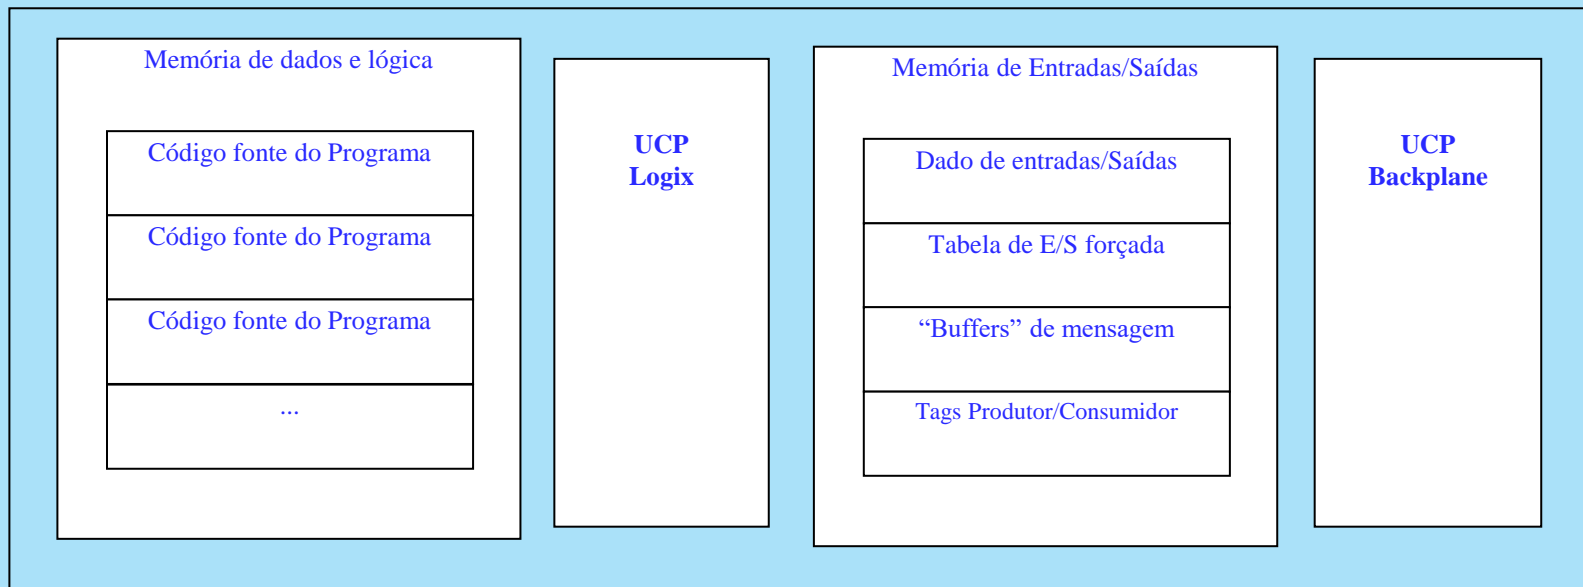 Memória de dados e lógica
Código fonte do Programa
Código fonte do Programa
Código fonte do Programa
...
UCP
Logix
Memória de Entradas/Saídas
Dado de entradas/Saídas
Tabela de E/S forçada
“Buffers” de mensagem
Tags Produtor/Consumidor
UCP
Backplane